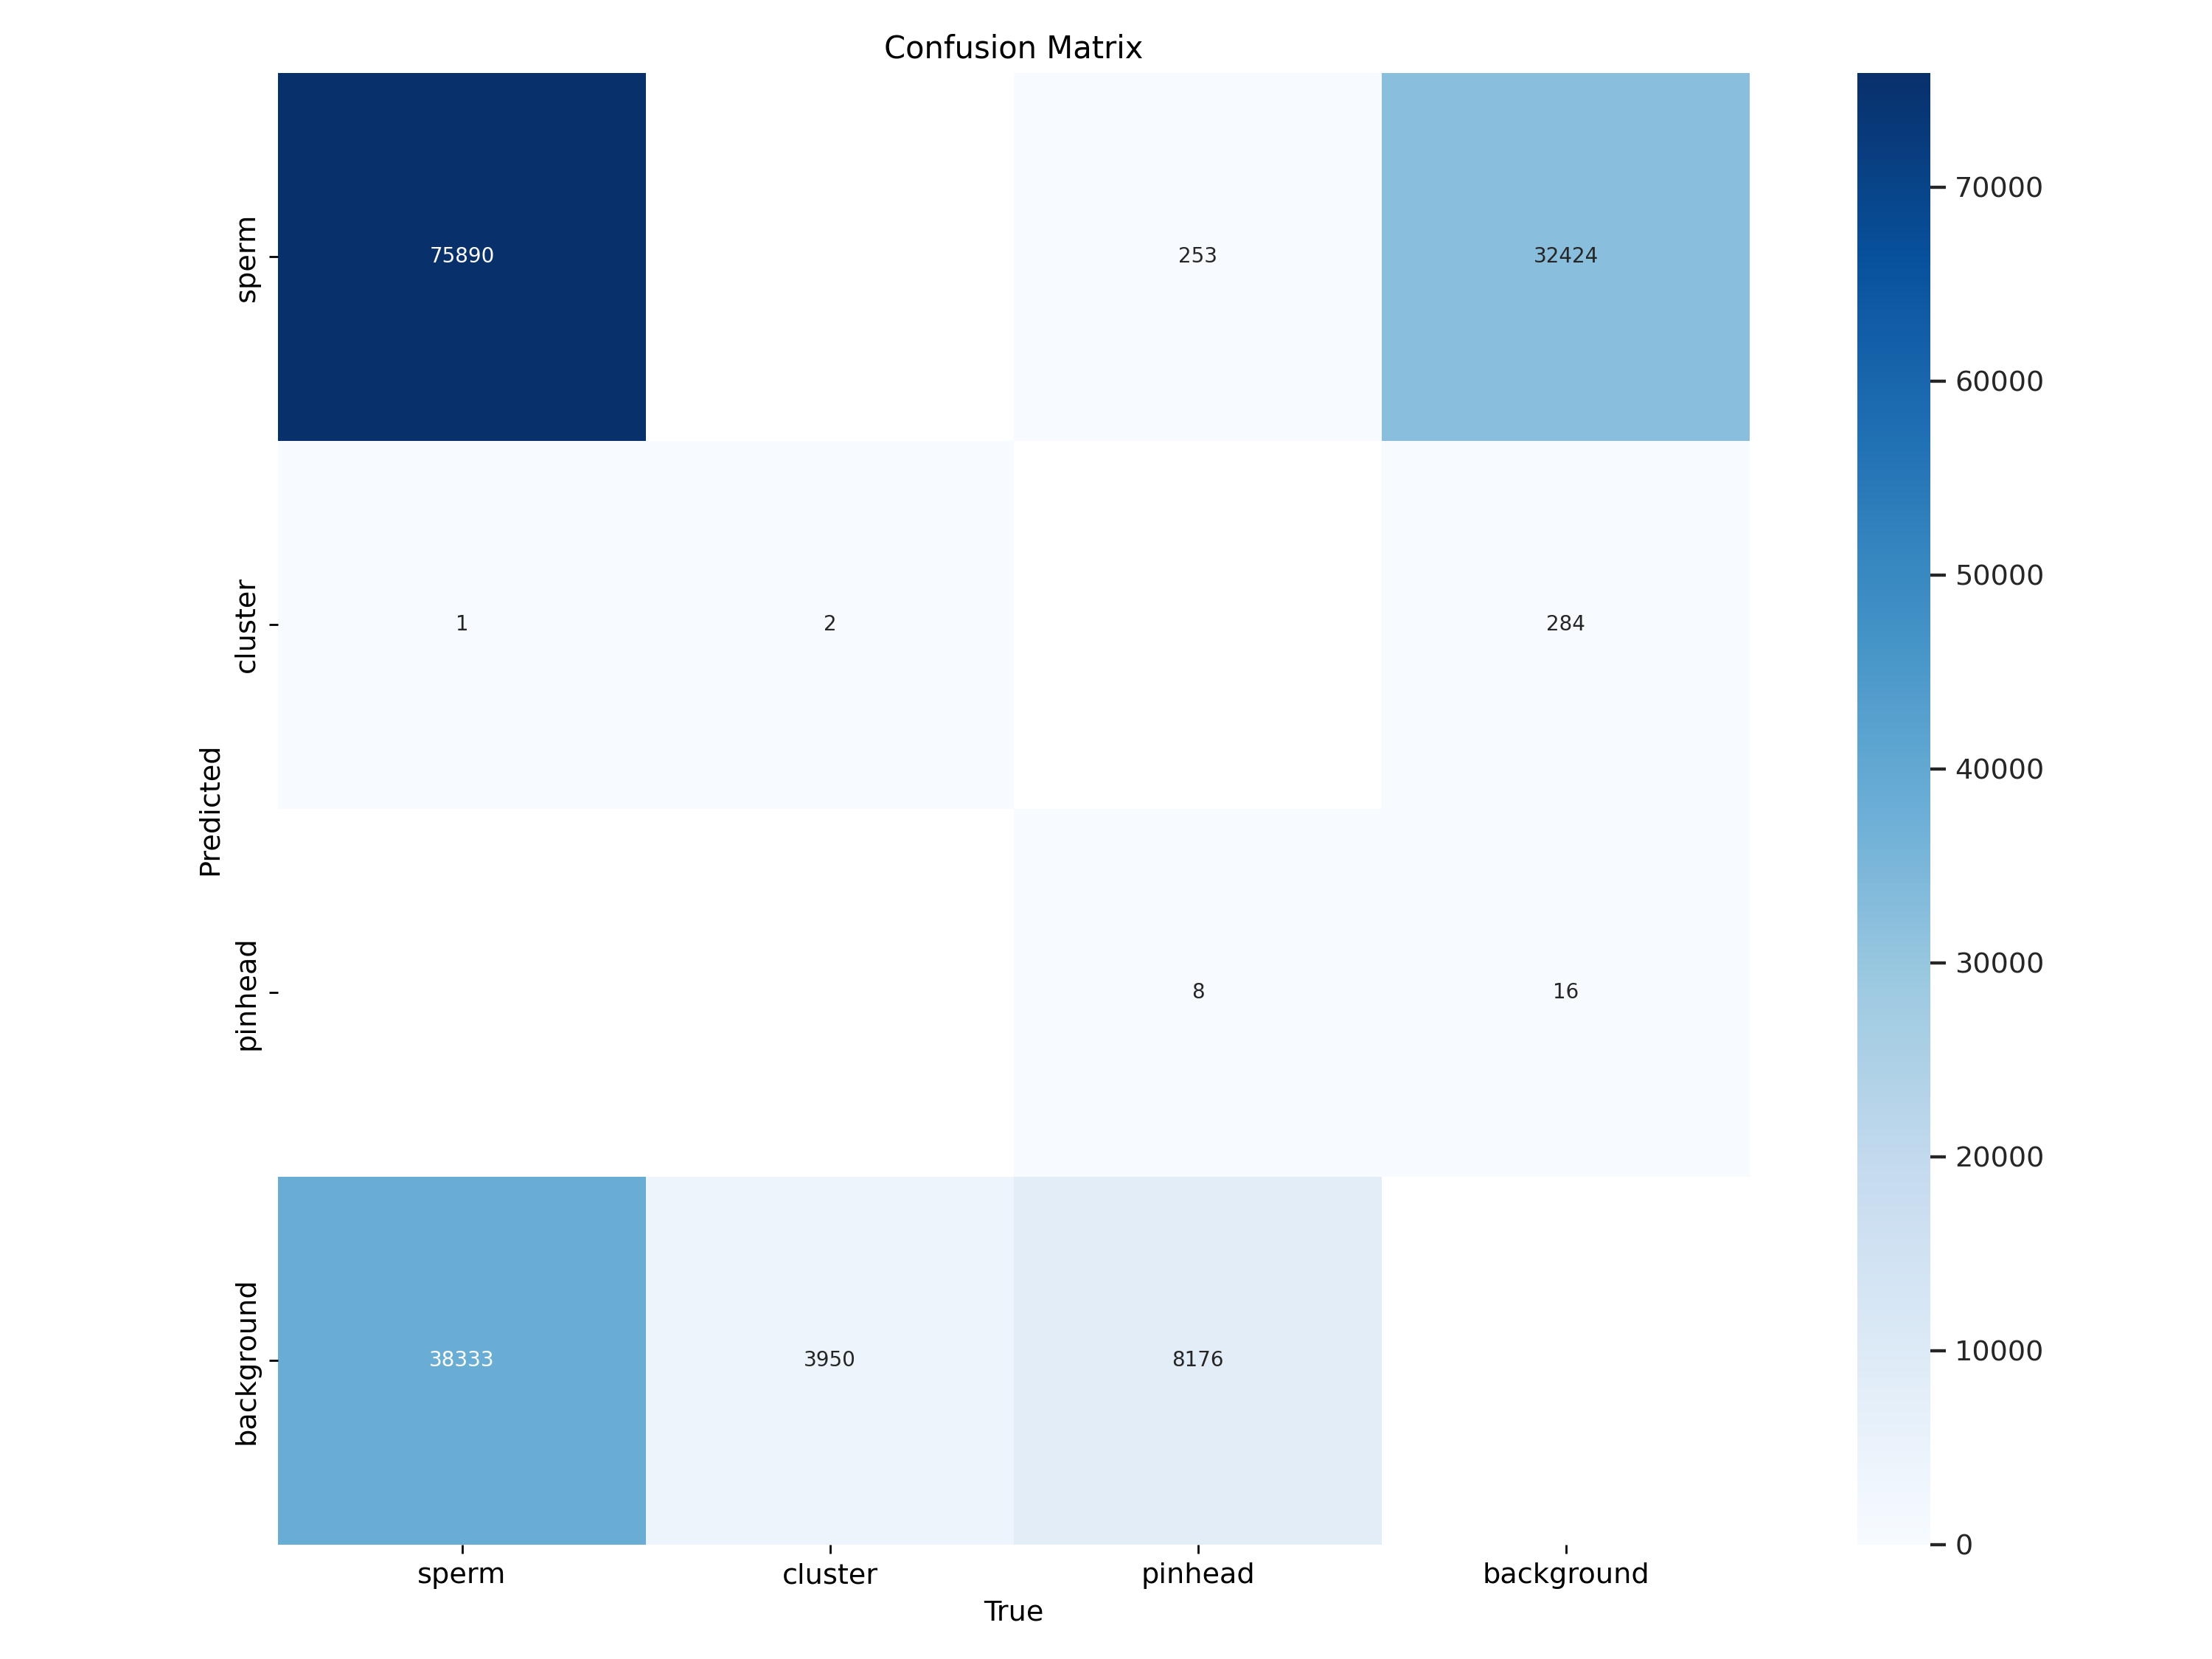 Confusion Matrix
sperm
75890
253
32424
cluster
1
2
284
pinhead
8
16
background
38333
3950
8176
sperm
cluster
pinhead
background
True
Predicted
70000
60000
50000
40000
30000
20000
10000
0